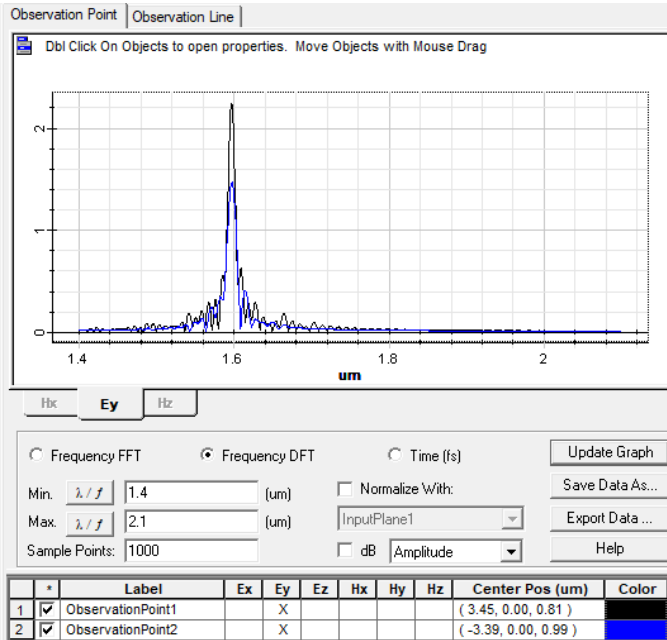 Observation Point Observation Line
Dbl Click On Objects to open properties. Move Objects with Mouse Drag
2
1
0
1.4 1.6 1.8 2
um
Hx Ey Hz
Frequency FFT Frequency DFT Time (fs) Update Graph
Min. λ / f 1.4 (um) Normalize With: Save Data As...
Max. λ / f 2.1 (um) InputPlane1 Export Data ...
Sample Points: 1000 dB Amplitude Help
* Label Ex Ey Ez Hx Hy Hz Center Pos (um) Color
1 ObservationPoint1 X ( 3.45, 0.00, 0.81 )
2 ObservationPoint2 X ( -3.39, 0.00, 0.99 )